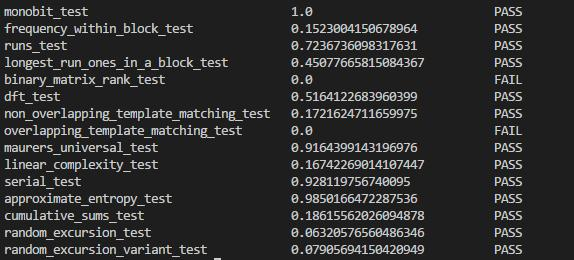 monobit_test 1.0 PASS
frequency_within_block_test 0.1523004150678964 PASS
runs_test 0.7236736098317631 PASS
longest_run_ones_in_a_block_test 0.45077665815084367 PASS
binary_matrix_rank_test 0.0 FAIL
dft_test 0.5164122683960399 PASS
non_overlapping_template_matching_test 0.1721624711659975 PASS
overlapping_template_matching_test 0.0 FAIL
maurers_universal_test 0.9164399143196976 PASS
linear_complexity_test 0.16742269014107447 PASS
serial_test 0.928119756740095 PASS
approximate_entropy_test 0.9850166472287536 PASS
cumulative_sums_test 0.18615562026094878 PASS
random_excursion_test 0.06320576560486346 PASS
random_excursion_variant_test 0.07905694150420949 PASS